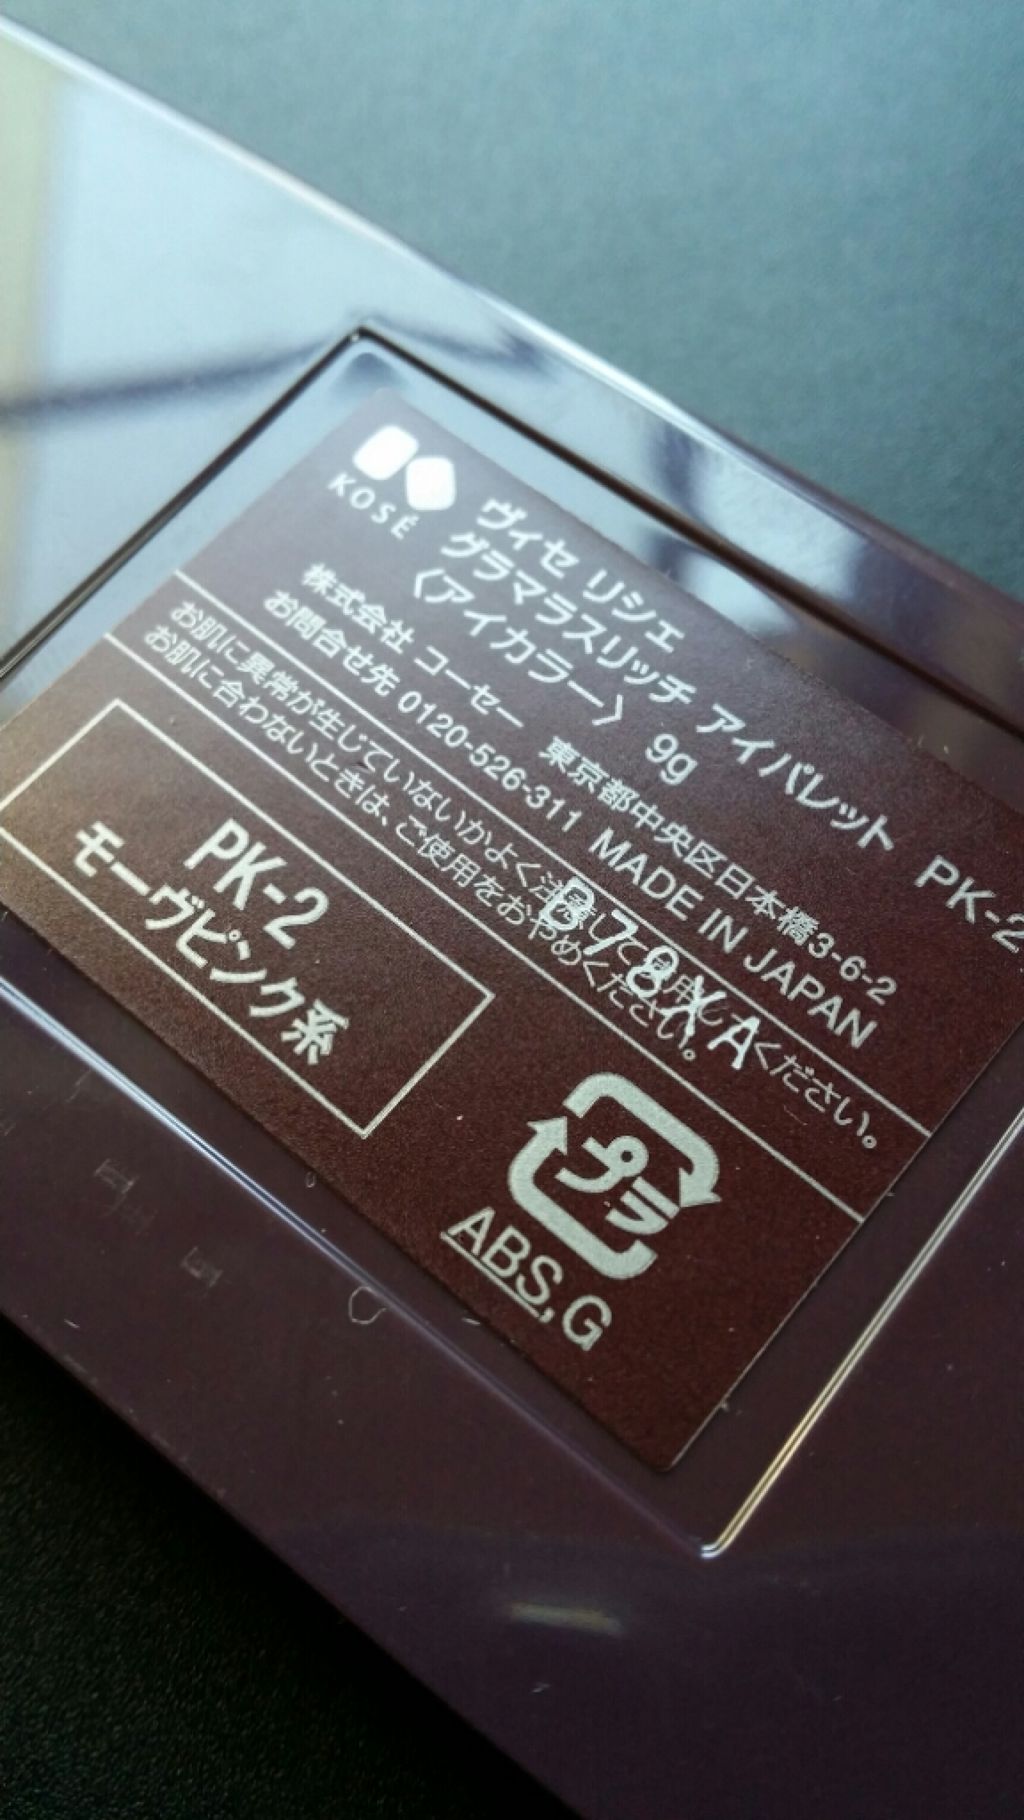 KOSÉ
ヴィセ リシェ
グラマラスリッチ アイパレット PK-2
〈アイカラー〉 9g
株式会社 コーセー 東京都中央区日本橋3-6-2
お問合せ先 0120-526-311 MADE IN JAPAN
お肌に異常が生じていないかよく注意して使用してください。
お肌に合わないときは、ご使用をおやめください。
B78XA
PK-2
モーヴピンク系
プラ
ABS,G